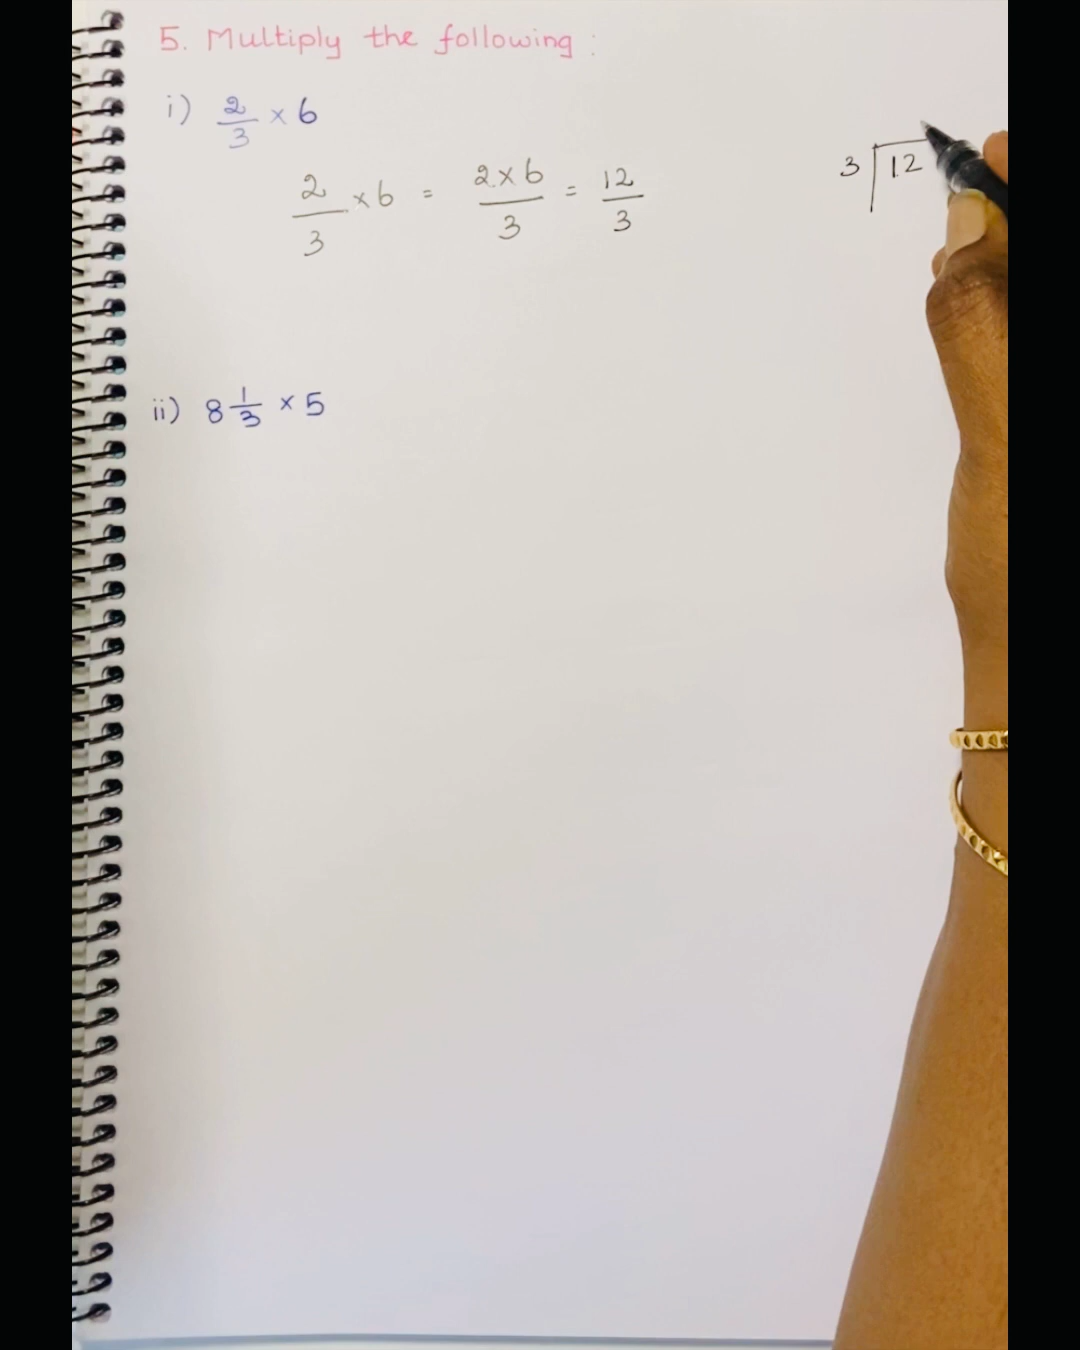 5. Multiply the following :
i) 2/3 × 6
2/3 × 6 = 2×6/3 = 12/3
3 12
ii) 8 1/3 × 5